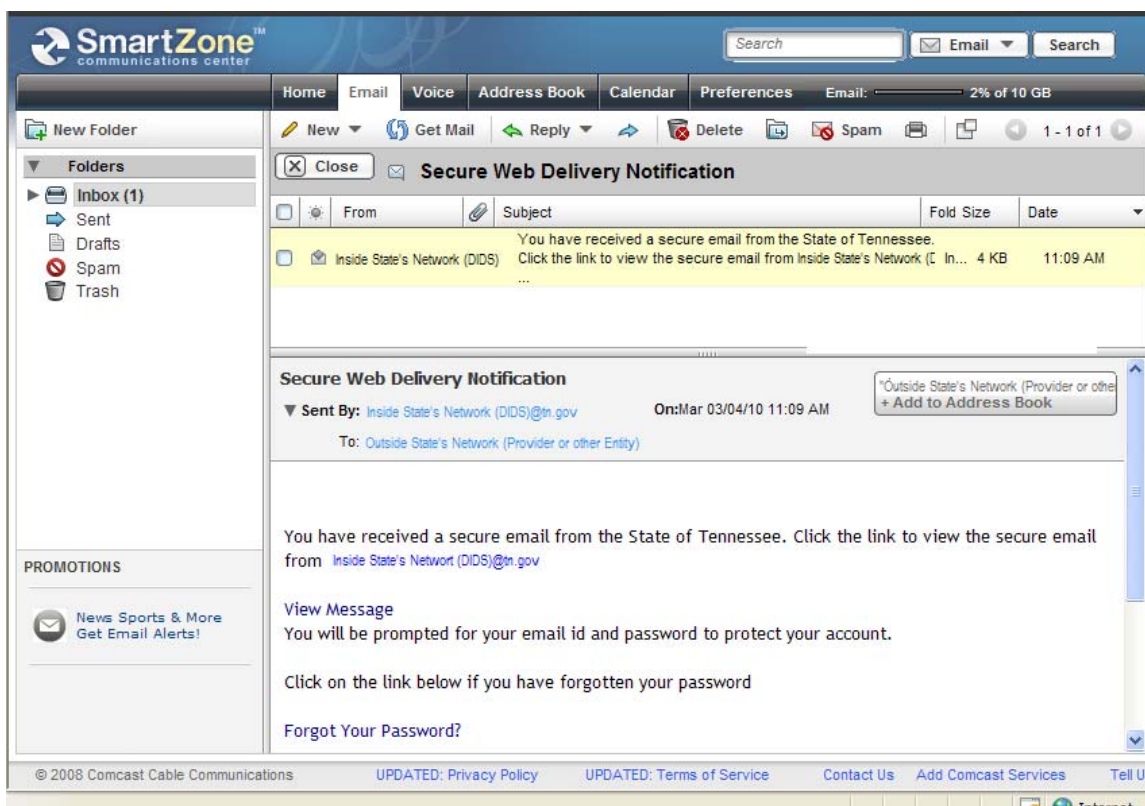 SmartZone™
communications center
Search
Email
Search
Home Email Voice Address Book Calendar Preferences Email: 2% of 10 GB
New Folder
New Get Mail Reply Delete Spam 1 - 1 of 1
Folders
Inbox (1)
Sent
Drafts
Spam
Trash
X Close Secure Web Delivery Notification
From Subject Fold Size Date
You have received a secure email from the State of Tennessee.
Inside State's Network (DIDS) Click the link to view the secure email from Inside State's Network (D In... 4 KB 11:09 AM
...
Secure Web Delivery Notification
"Outside State's Network (Provider or othe
+ Add to Address Book
Sent By: Inside State's Network (DIDS)@tn.gov On:Mar 03/04/10 11:09 AM
To: Outside State's Network (Provider or other Entity)
You have received a secure email from the State of Tennessee. Click the link to view the secure email
from Inside State's Networt (DIDS)@tn.gov
View Message
You will be prompted for your email id and password to protect your account.
Click on the link below if you have forgotten your password
Forgot Your Password?
PROMOTIONS
News Sports & More
Get Email Alerts!
© 2008 Comcast Cable Communications UPDATED: Privacy Policy UPDATED: Terms of Service Contact Us Add Comcast Services Tell U